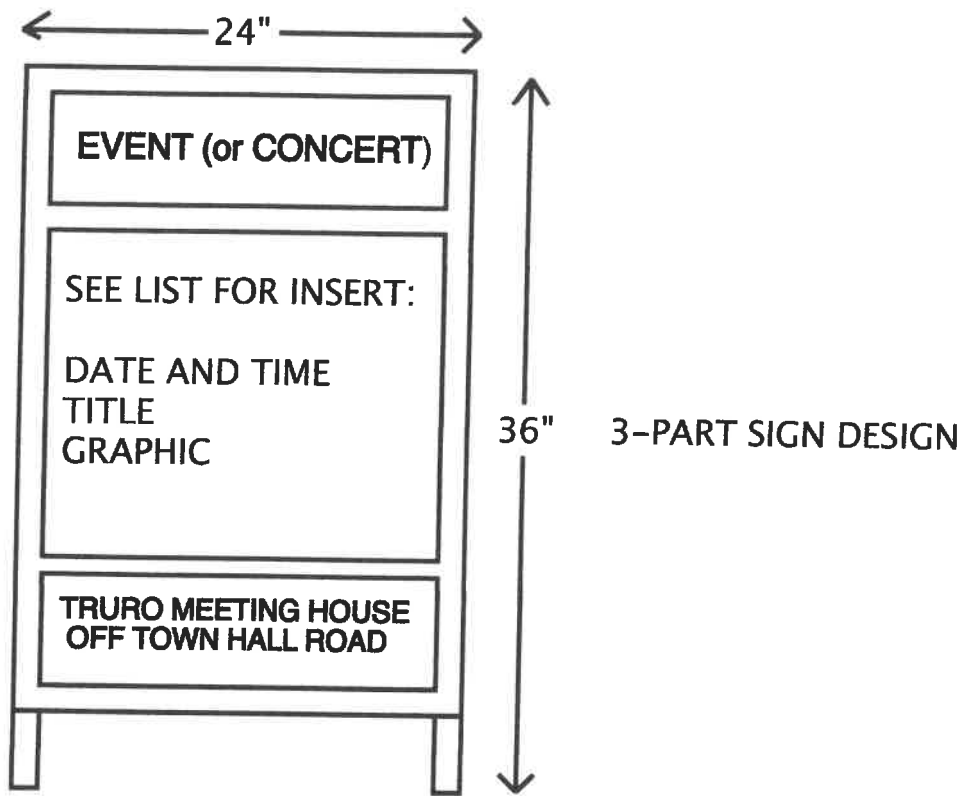 24"
EVENT (or CONCERT)
SEE LIST FOR INSERT:
DATE AND TIME
TITLE
GRAPHIC
36"
3-PART SIGN DESIGN
TRURO MEETING HOUSE
OFF TOWN HALL ROAD